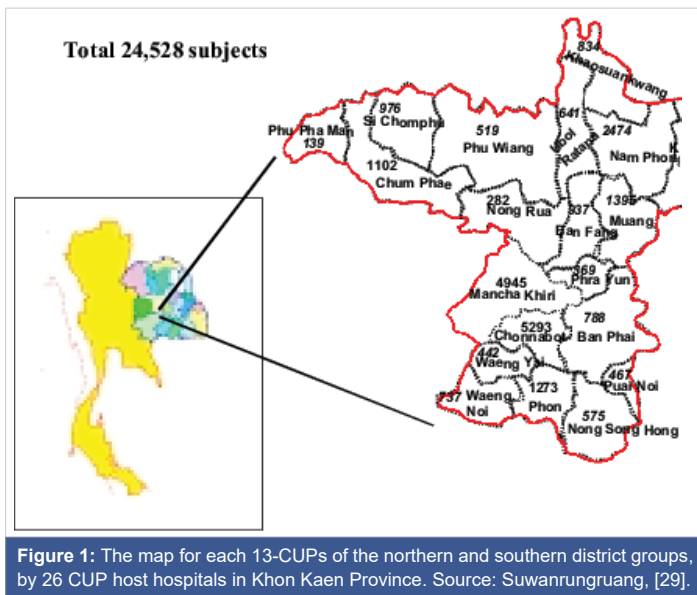 Total 24,528 subjects
834
Khaosuankwang
976
Si Chomphu
519
Phu Wiang
641
Ubol
Ratana
2474
Nam Phon
K
Phu Pha Man
139
1102
Chum Phae
282
Nong Rua
937
Ban Fang
1395
Muang
369
Phra Yun
4945
Mancha Khiri
5293
Chonnabot
788
Ban Phai
442
Waeng Yai
467
Puai Noi
737 Waeng
Noi
1273
Phon
575
Nong Song Hong
Figure 1: The map for each 13-CUPs of the northern and southern district groups,
by 26 CUP host hospitals in Khon Kaen Province. Source: Suwanrungruang, [29].